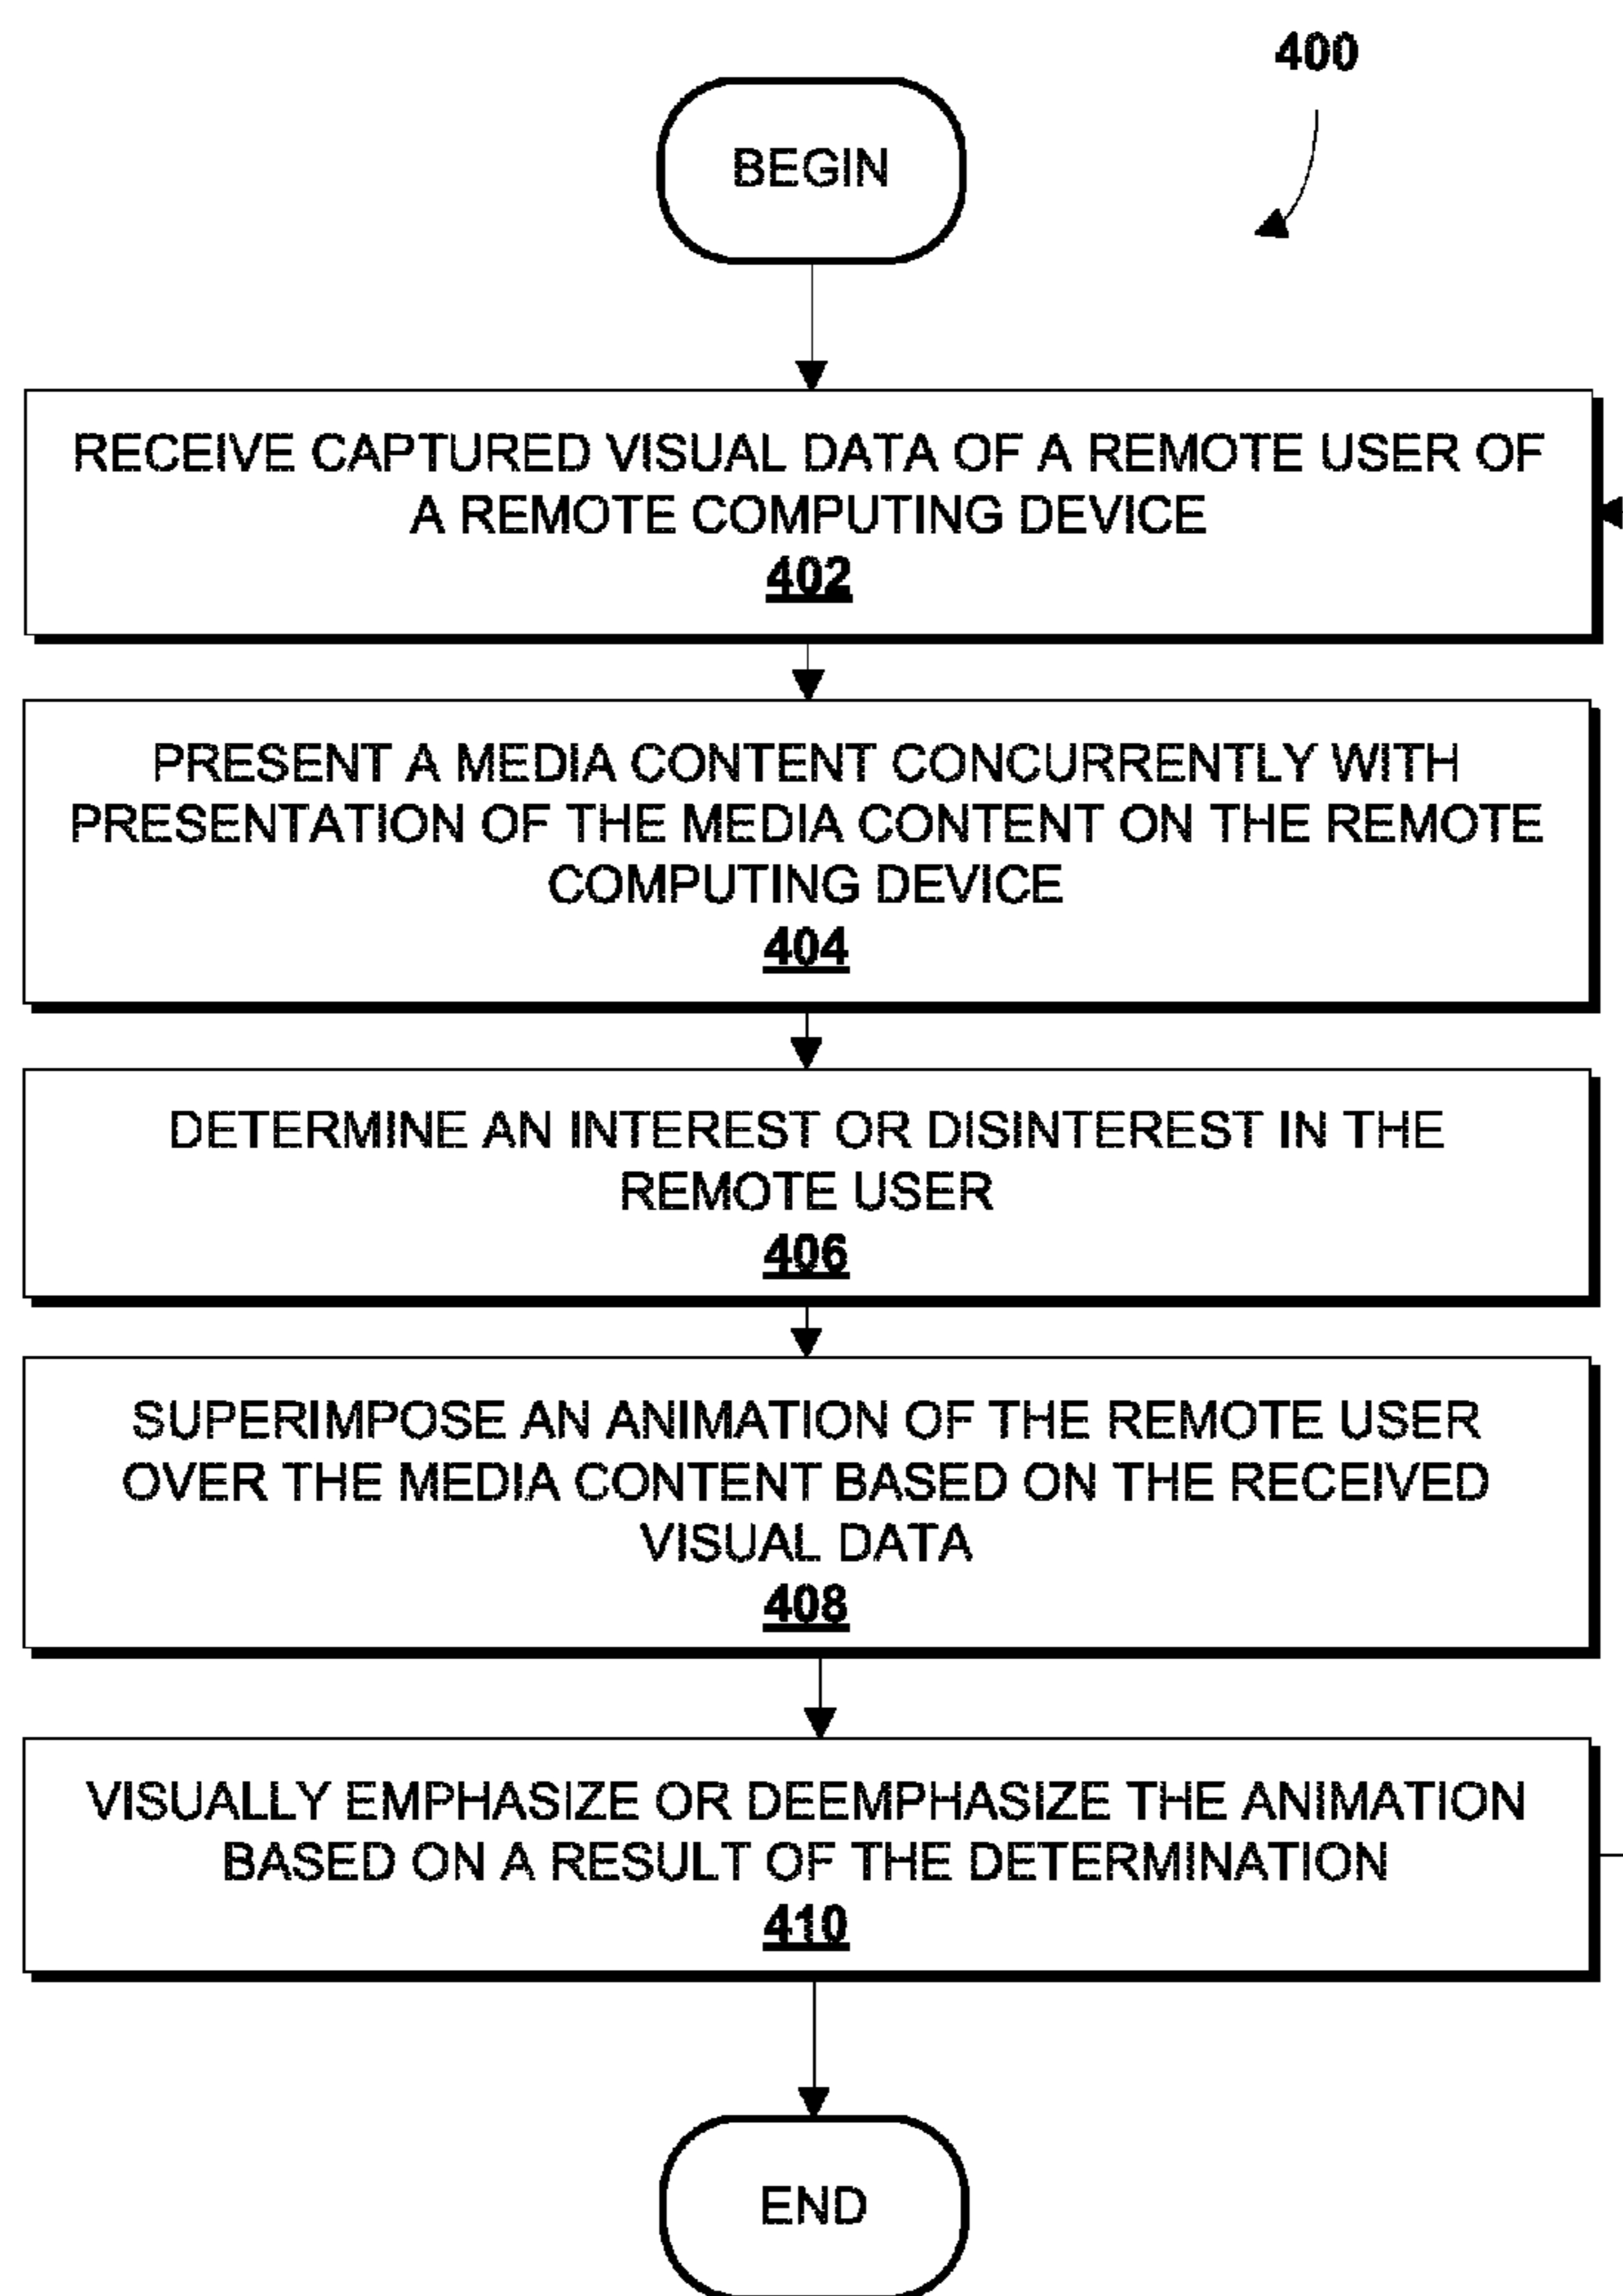 400
BEGIN
RECEIVE CAPTURED VISUAL DATA OF A REMOTE USER OF
A REMOTE COMPUTING DEVICE
402
PRESENT A MEDIA CONTENT CONCURRENTLY WITH
PRESENTATION OF THE MEDIA CONTENT ON THE REMOTE
COMPUTING DEVICE
404
DETERMINE AN INTEREST OR DISINTEREST IN THE
REMOTE USER
406
SUPERIMPOSE AN ANIMATION OF THE REMOTE USER
OVER THE MEDIA CONTENT BASED ON THE RECEIVED
VISUAL DATA
408
VISUALLY EMPHASIZE OR DEEMPHASIZE THE ANIMATION
BASED ON A RESULT OF THE DETERMINATION
410
END